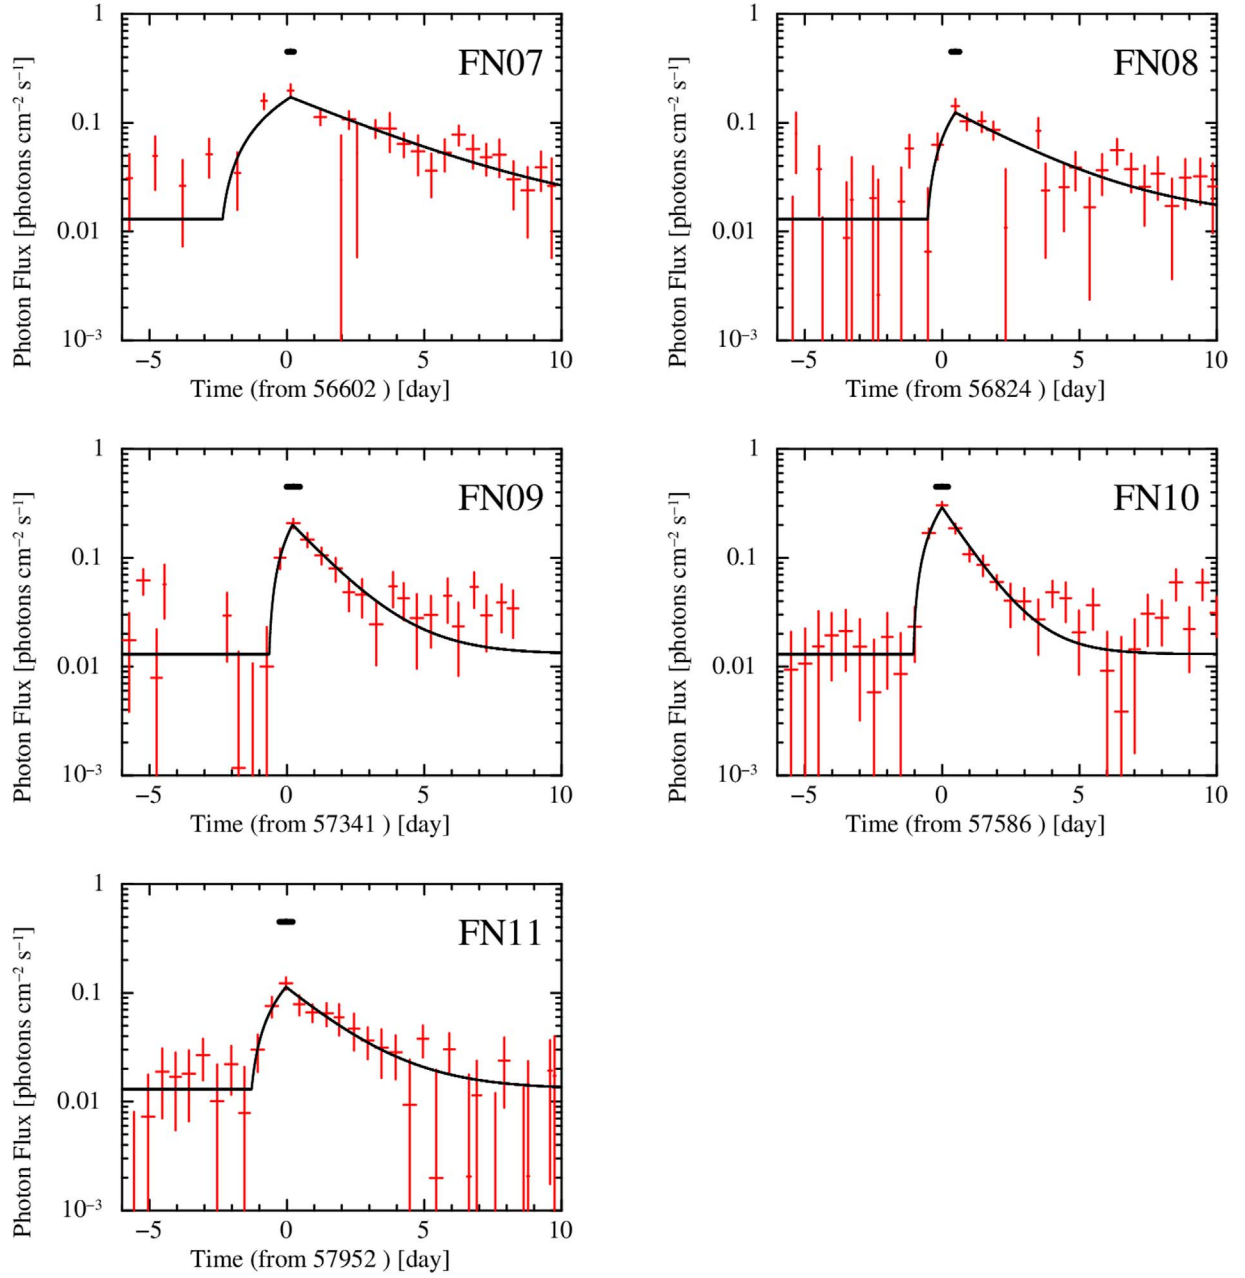 FN07
1
0.1
0.01
10⁻³
Photon Flux [photons cm⁻² s⁻¹]
−5 0 5 10
Time (from 56602 ) [day]
FN08
1
0.1
0.01
10⁻³
Photon Flux [photons cm⁻² s⁻¹]
−5 0 5 10
Time (from 56824 ) [day]
FN09
1
0.1
0.01
10⁻³
Photon Flux [photons cm⁻² s⁻¹]
−5 0 5 10
Time (from 57341 ) [day]
FN10
1
0.1
0.01
10⁻³
Photon Flux [photons cm⁻² s⁻¹]
−5 0 5 10
Time (from 57586 ) [day]
FN11
1
0.1
0.01
10⁻³
Photon Flux [photons cm⁻² s⁻¹]
−5 0 5 10
Time (from 57952 ) [day]